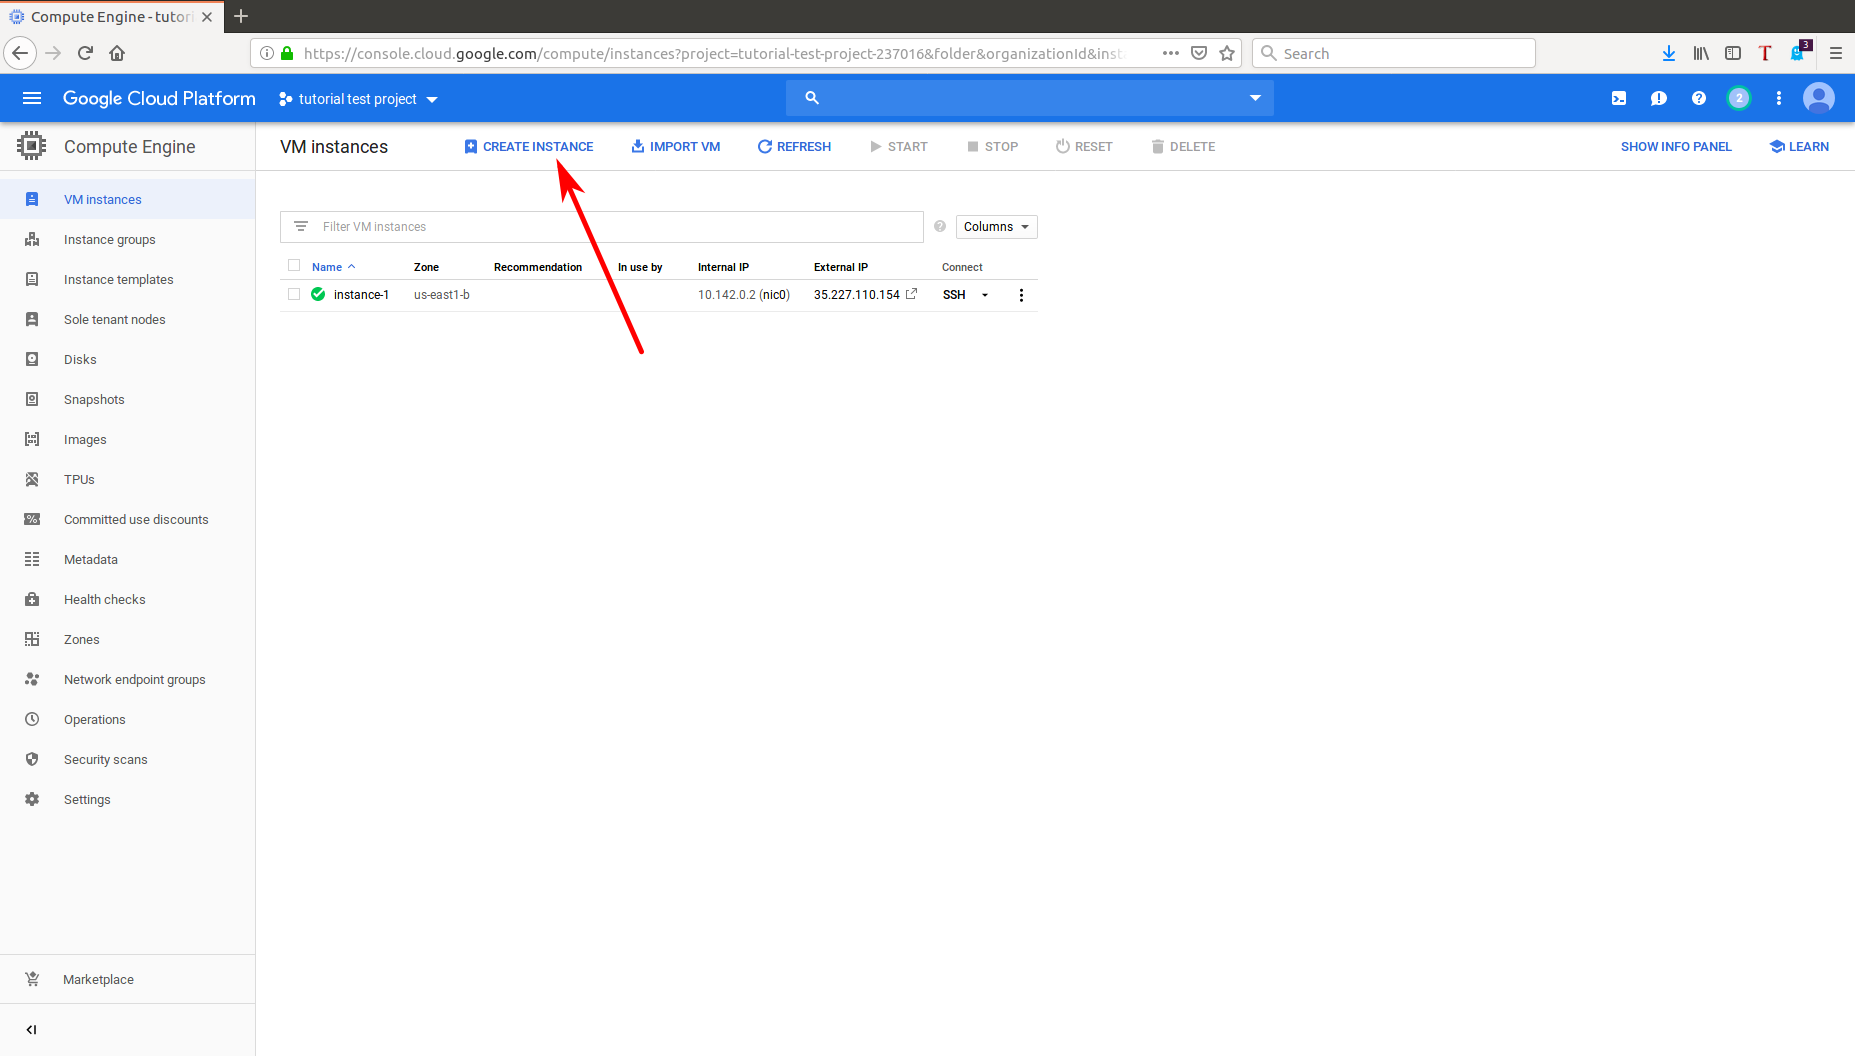 Compute Engine - tutori
https://console.cloud.google.com/compute/instances?project=tutorial-test-project-237016&folder&organizationId&inst
Search
T
3
Google Cloud Platform
tutorial test project
2
Compute Engine
VM instances
CREATE INSTANCE
IMPORT VM
REFRESH
START
STOP
RESET
DELETE
SHOW INFO PANEL
LEARN
VM instances
Instance groups
Instance templates
Sole tenant nodes
Disks
Snapshots
Images
TPUs
Committed use discounts
Metadata
Health checks
Zones
Network endpoint groups
Operations
Security scans
Settings
Marketplace
Filter VM instances
Columns
Name Zone Recommendation In use by Internal IP External IP Connect
instance-1 us-east1-b 10.142.0.2 (nic0) 35.227.110.154 SSH